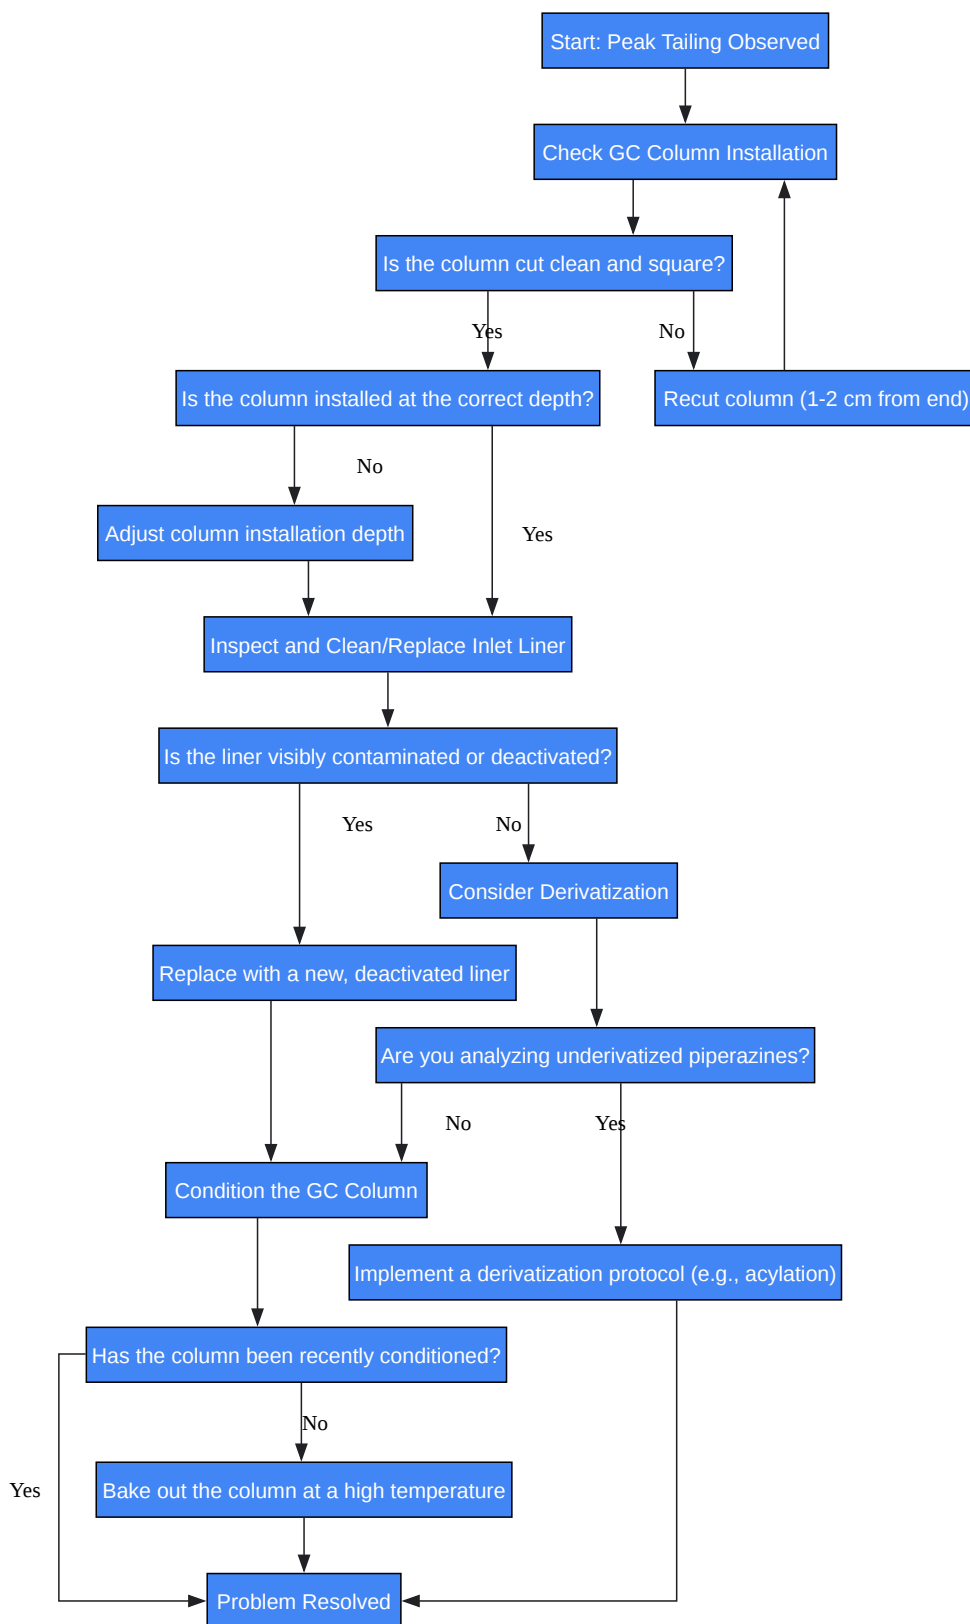 Start: Peak Tailing Observed
Check GC Column Installation
Is the column cut clean and square?
Yes
No
Is the column installed at the correct depth?
Recut column (1-2 cm from end)
No
Adjust column installation depth
Yes
Inspect and Clean/Replace Inlet Liner
Is the liner visibly contaminated or deactivated?
Yes
No
Consider Derivatization
Replace with a new, deactivated liner
Are you analyzing underivatized piperazines?
No
Yes
Condition the GC Column
Implement a derivatization protocol (e.g., acylation)
Has the column been recently conditioned?
No
Yes
Bake out the column at a high temperature
Problem Resolved